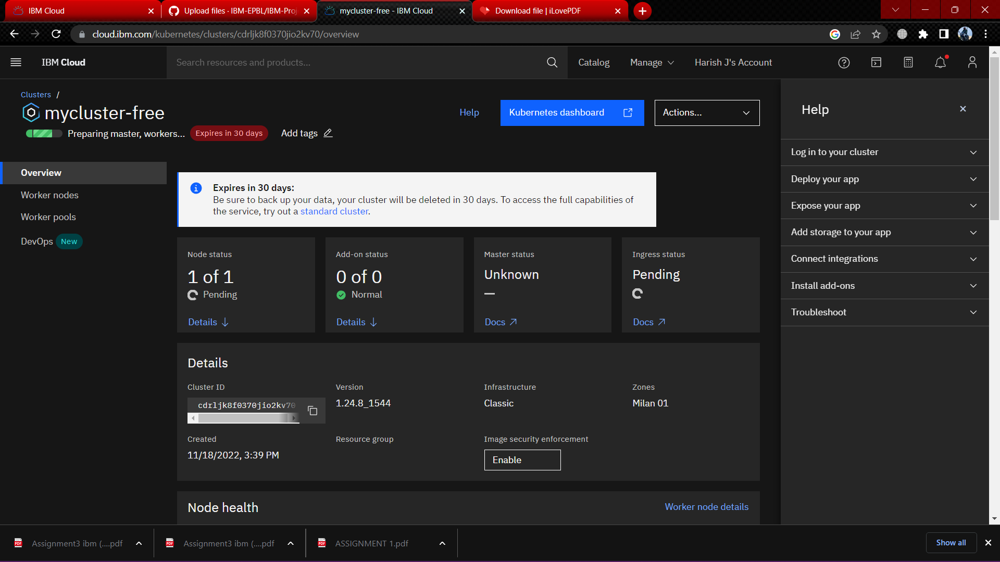 IBM Cloud
Upload files · IBM-EPBL/IBM-Proj
mycluster-free - IBM Cloud
Download file | iLovePDF
cloud.ibm.com/kubernetes/clusters/cdrljk8f0370jio2kv70/overview
IBM Cloud
Search resources and products...
Catalog
Manage
Harish J's Account
Clusters /
mycluster-free
Help
Kubernetes dashboard
Actions...
Preparing master, workers...
Expires in 30 days
Add tags
Overview
Worker nodes
Worker pools
DevOps New
Expires in 30 days:
Be sure to back up your data, your cluster will be deleted in 30 days. To access the full capabilities of
the service, try out a standard cluster.
Node status
1 of 1
Pending
Details
Add-on status
0 of 0
Normal
Details
Master status
Unknown
—
Docs
Ingress status
Pending
Docs
Details
Cluster ID
cdrljk8f0370jio2kv70
Version
1.24.8_1544
Infrastructure
Classic
Zones
Milan 01
Created
11/18/2022, 3:39 PM
Resource group
Image security enforcement
Enable
Node health
Worker node details
Help
Log in to your cluster
Deploy your app
Expose your app
Add storage to your app
Connect integrations
Install add-ons
Troubleshoot
Assignment3 ibm (....pdf
Assignment3 ibm (....pdf
ASSIGNMENT 1.pdf
Show all